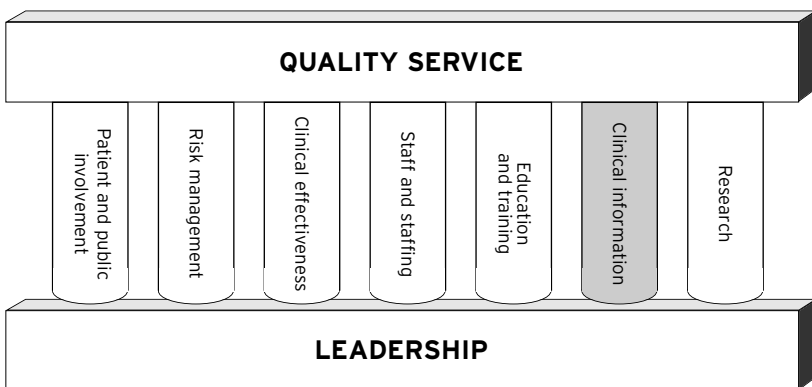 QUALITY SERVICE
Patient and public
involvement
Risk management
Clinical effectiveness
Staff and staffing
Education
and training
Clinical information
Research
LEADERSHIP